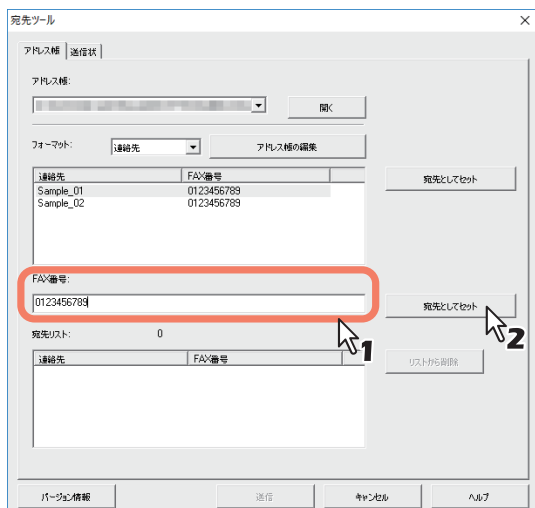 宛先ツール
アドレス帳 送信状
アドレス帳:
開く
フォーマット: 連絡先 アドレス帳の編集
連絡先 FAX番号
Sample_01 0123456789
Sample_02 0123456789
宛先としてセット
FAX番号:
0123456789
宛先としてセット
1
2
宛先リスト: 0
連絡先 FAX番号
リストから削除
バージョン情報 送信 キャンセル ヘルプ